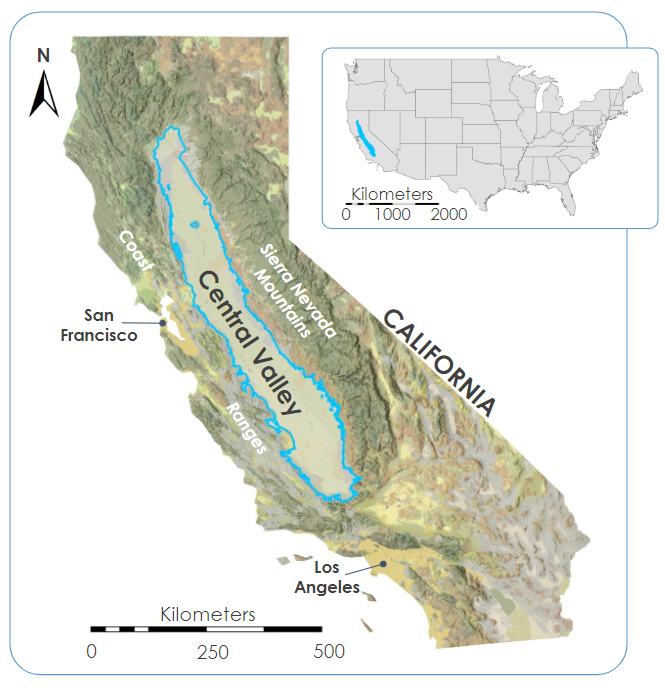 N
Kilometers
0 1000 2000
Coast
Sierra Nevada
Mountains
Central Valley
San
Francisco
CALIFORNIA
Ranges
Los
Angeles
Kilometers
0 250 500